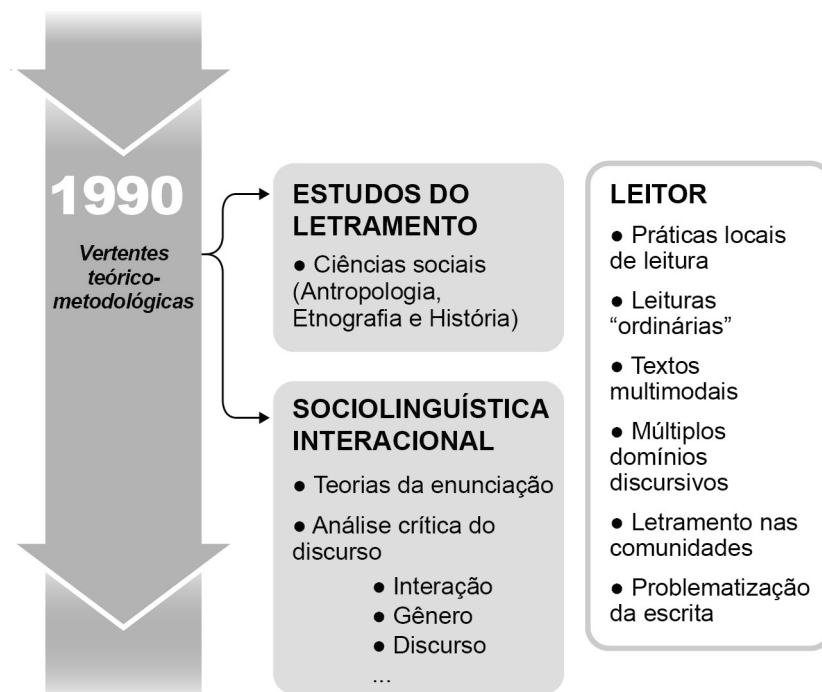 1990
Vertentes
teórico-
metodológicas
ESTUDOS DO
LETRAMENTO
● Ciências sociais
(Antropologia,
Etnografia e História)
SOCIOLINGUÍSTICA
INTERACIONAL
● Teorias da enunciação
● Análise crítica do
discurso
● Interação
● Gênero
● Discurso
...
LEITOR
● Práticas locais
de leitura
● Leituras
“ordinárias”
● Textos
multimodais
● Múltiplos
domínios
discursivos
● Letramento nas
comunidades
● Problematização
da escrita